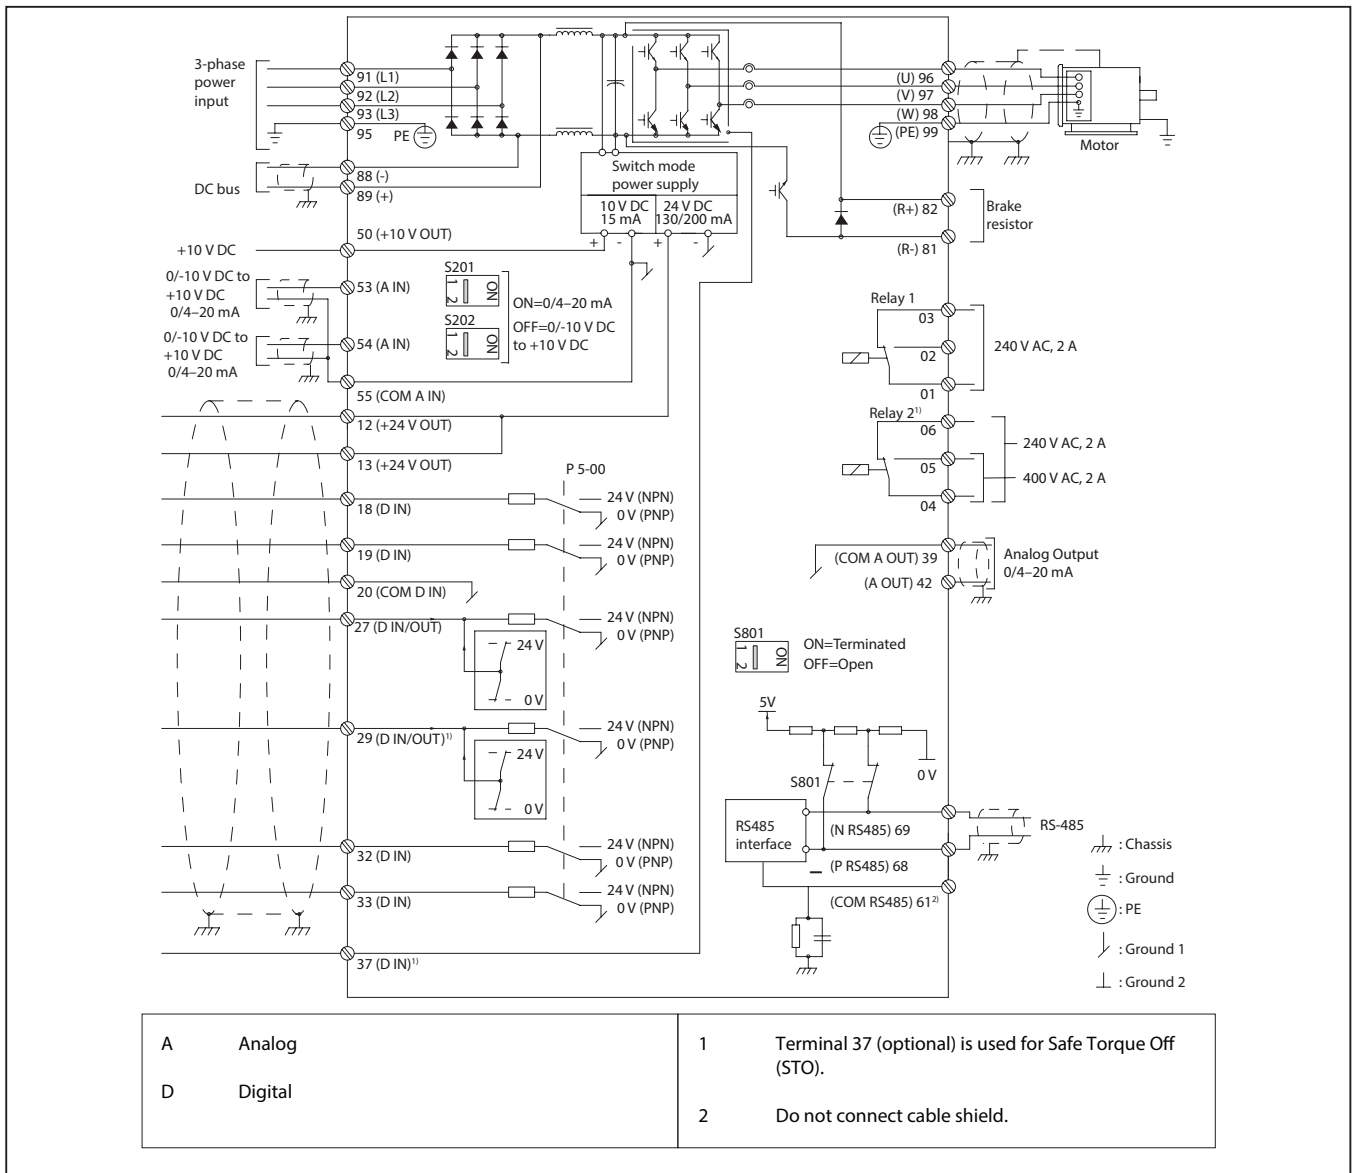 3-phase
power
input
91 (L1)
92 (L2)
93 (L3)
95
PE
DC bus
88 (-)
89 (+)
+10 V DC
50 (+10 V OUT)
0/-10 V DC to
+10 V DC
0/4–20 mA
53 (A IN)
0/-10 V DC to
+10 V DC
0/4–20 mA
54 (A IN)
55 (COM A IN)
12 (+24 V OUT)
13 (+24 V OUT)
18 (D IN)
19 (D IN)
20 (COM D IN)
27 (D IN/OUT)
24 V
0 V
29 (D IN/OUT)1)
24 V
0 V
32 (D IN)
33 (D IN)
37 (D IN)1)
S201
1
2
ON
S202
1
2
ON
ON=0/4–20 mA
OFF=0/-10 V DC
to +10 V DC
P 5-00
24 V (NPN)
0 V (PNP)
24 V (NPN)
0 V (PNP)
24 V (NPN)
0 V (PNP)
24 V (NPN)
0 V (PNP)
24 V (NPN)
0 V (PNP)
24 V (NPN)
0 V (PNP)
Switch mode
power supply
10 V DC
15 mA
24 V DC
130/200 mA
+ - + -
(U) 96
(V) 97
(W) 98
(PE) 99
Motor
(R+) 82
(R-) 81
Brake
resistor
Relay 1
03
02
01
240 V AC, 2 A
Relay 21)
06
05
04
240 V AC, 2 A
400 V AC, 2 A
(COM A OUT) 39
(A OUT) 42
Analog Output
0/4–20 mA
S801
1
2
ON
ON=Terminated
OFF=Open
5V
S801
0 V
RS485
interface
(N RS485) 69
(P RS485) 68
(COM RS485) 612)
RS-485
: Chassis
: Ground
: PE
: Ground 1
: Ground 2
A Analog
D Digital
1 Terminal 37 (optional) is used for Safe Torque Off
(STO).
2 Do not connect cable shield.